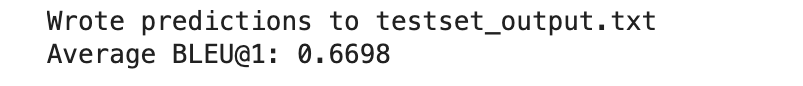 Wrote predictions to testset_output.txt
Average BLEU@1: 0.6698